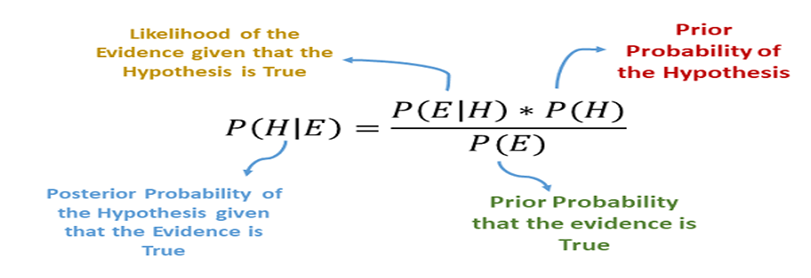 Likelihood of the
Evidence given that the
Hypothesis is True
Prior
Probability of
the Hypothesis
P(H|E) = P(E|H) * P(H)
P(E)
Posterior Probability of
the Hypothesis given
that the Evidence is
True
Prior Probability
that the evidence is
True